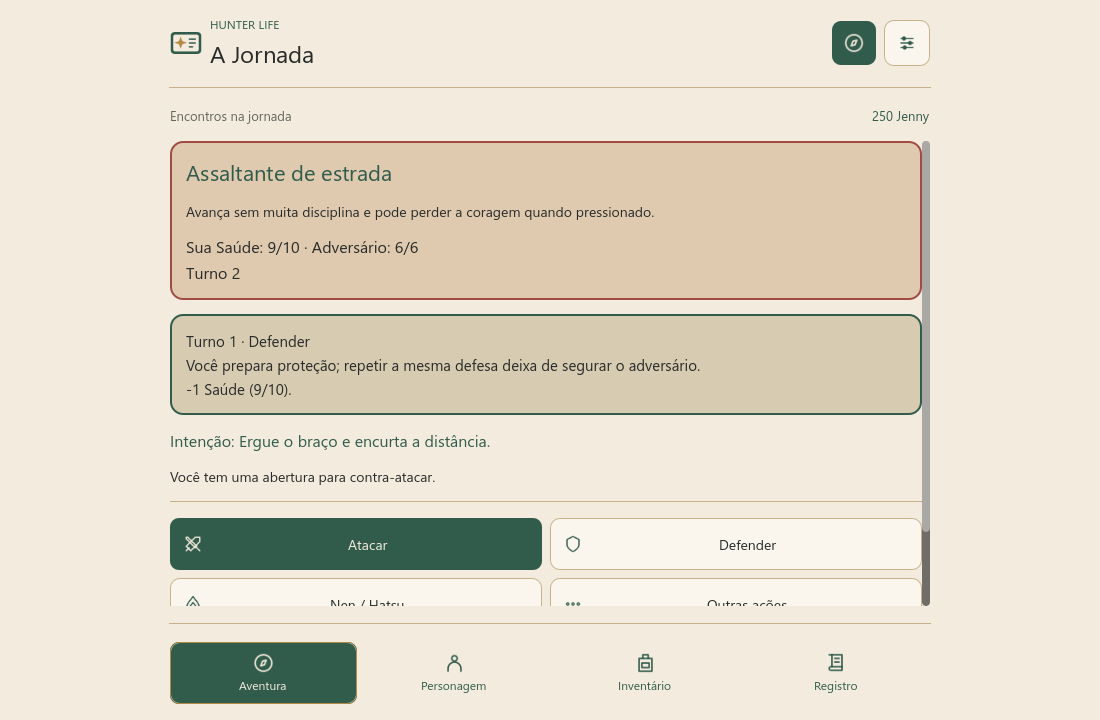 HUNTER LIFE
A Jornada
Encontros na jornada
250 Jenny
Assaltante de estrada
Avança sem muita disciplina e pode perder a coragem quando pressionado.
Sua Saúde: 9/10 · Adversário: 6/6
Turno 2
Turno 1 · Defender
Você prepara proteção; repetir a mesma defesa deixa de segurar o adversário.
-1 Saúde (9/10).
Intenção: Ergue o braço e encurta a distância.
Você tem uma abertura para contra-atacar.
Atacar
Defender
Nen / Hatsu
Outras ações
Aventura
Personagem
Inventário
Registro